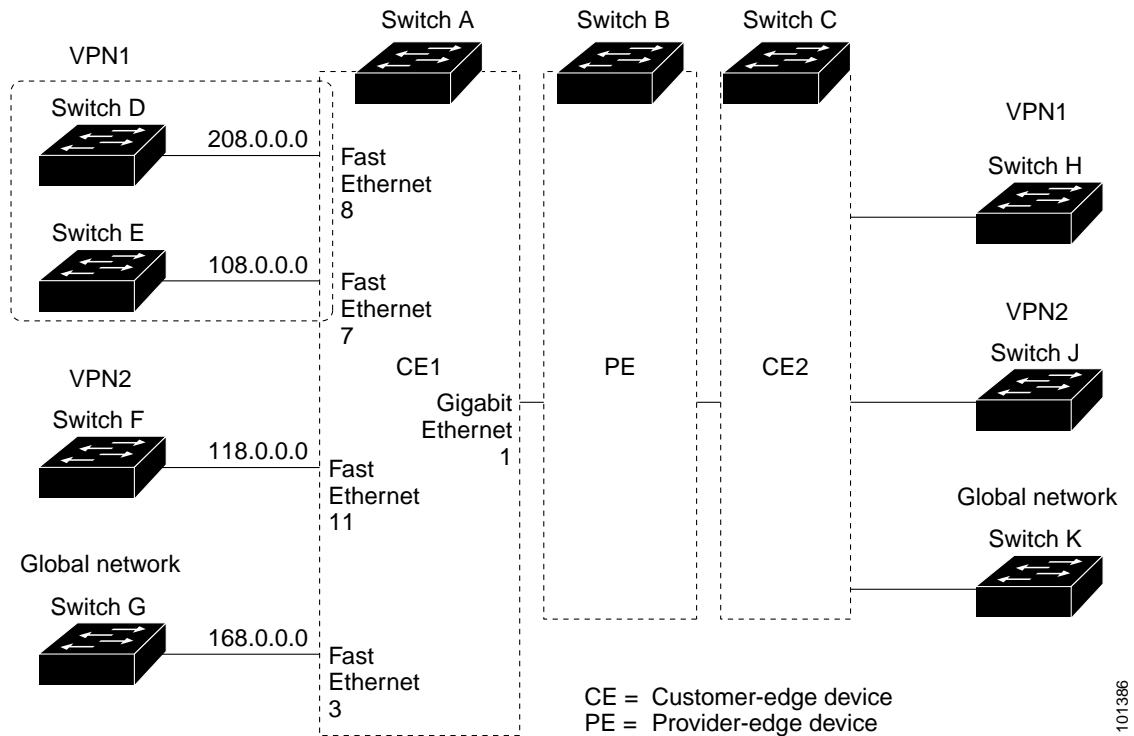 Switch A
Switch B
Switch C
VPN1
Switch D
208.0.0.0
Fast
Ethernet
8
Switch E
108.0.0.0
Fast
Ethernet
7
VPN2
Switch F
118.0.0.0
Fast
Ethernet
11
Global network
Switch G
168.0.0.0
Fast
Ethernet
3
CE1
Gigabit
Ethernet
1
PE
CE2
VPN1
Switch H
VPN2
Switch J
Global network
Switch K
CE = Customer-edge device
PE = Provider-edge device
101386